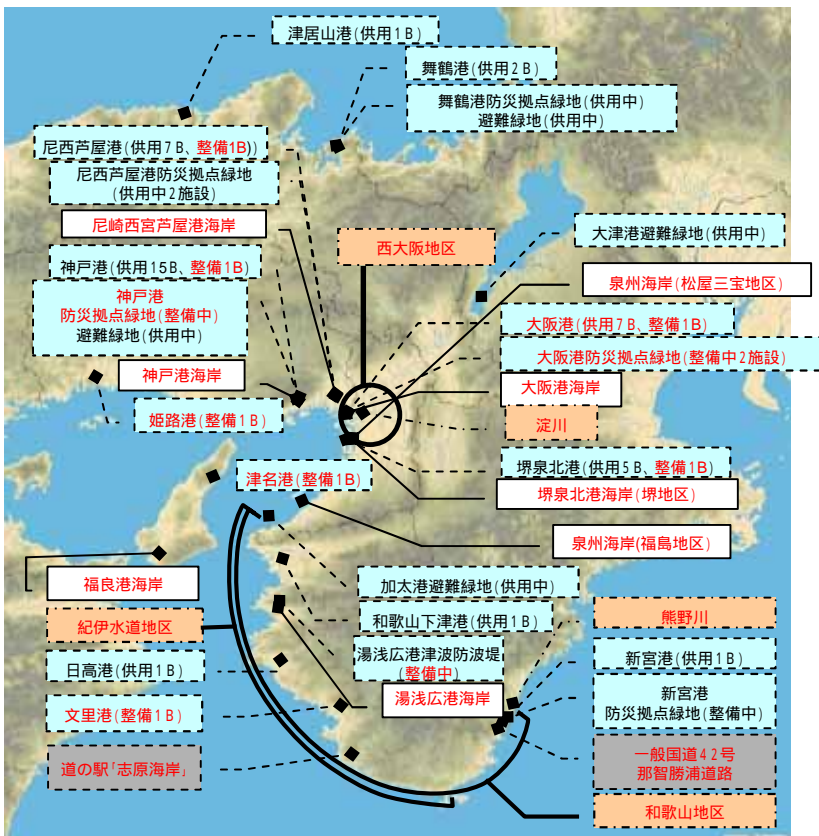 津居山港(供用1B)
舞鶴港(供用2B)
舞鶴港防災拠点緑地(供用中)
避難緑地(供用中)
尼西芦屋港(供用7B、整備1B))
尼西芦屋港防災拠点緑地
(供用中2施設)
尼崎西宮芦屋港海岸
西大阪地区
大津港避難緑地(供用中)
神戸港(供用15B、整備1B)
泉州海岸(松屋三宝地区)
神戸港
防災拠点緑地(整備中)
避難緑地(供用中)
大阪港(供用7B、整備1B)
大阪港防災拠点緑地(整備中2施設)
神戸港海岸
大阪港海岸
姫路港(整備1B)
淀川
津名港(整備1B)
堺泉北港(供用5B、整備1B)
堺泉北港海岸(堺地区)
泉州海岸(福島地区)
福良港海岸
加太港避難緑地(供用中)
紀伊水道地区
和歌山下津港(供用1B)
熊野川
日高港(供用1B)
湯浅広港津波防波堤
(整備中)
新宮港(供用1B)
湯浅広港海岸
新宮港
防災拠点緑地(整備中)
文里港(整備1B)
道の駅「志原海岸」
一般国道42号
那智勝浦道路
和歌山地区